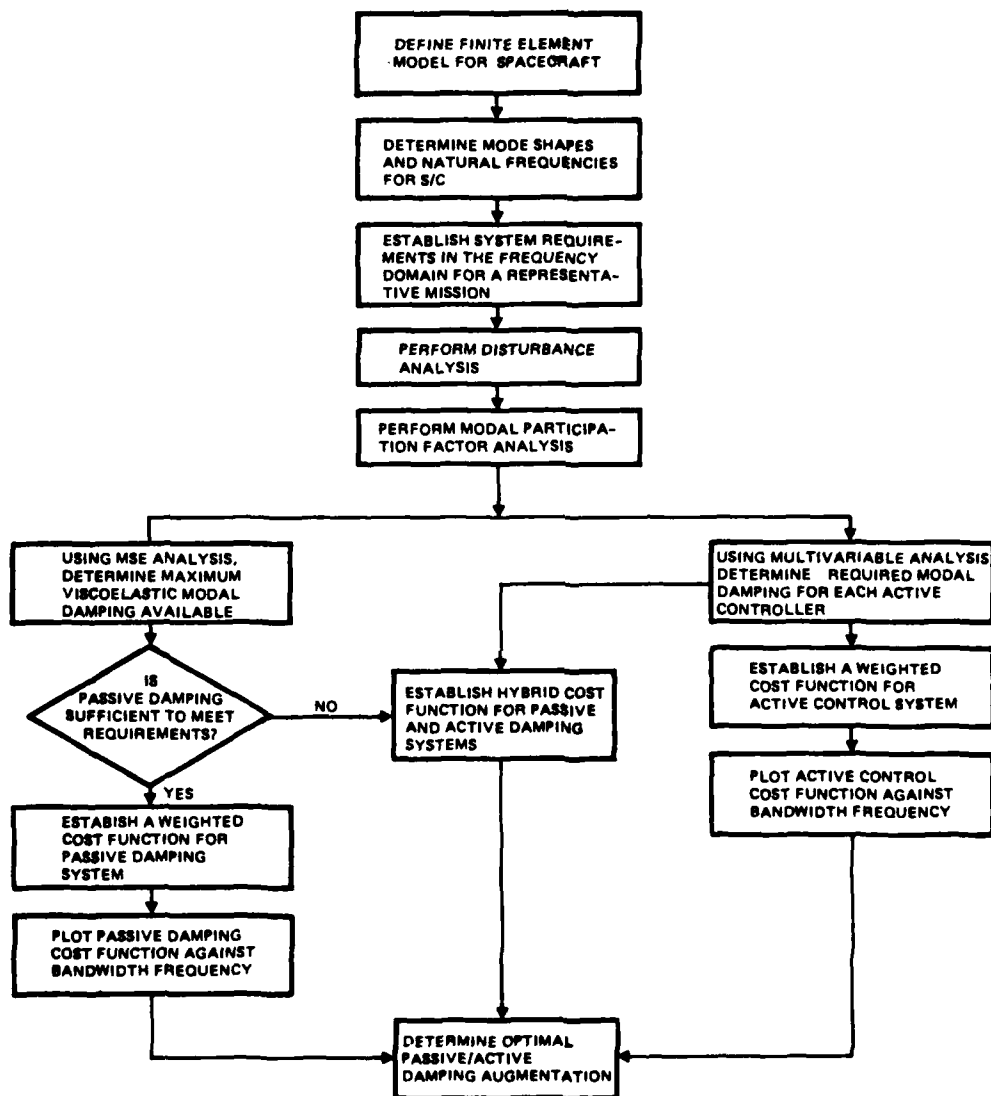 DEFINE FINITE ELEMENT
MODEL FOR SPACECRAFT
DETERMINE MODE SHAPES
AND NATURAL FREQUENCIES
FOR S/C
ESTABLISH SYSTEM REQUIRE-
MENTS IN THE FREQUENCY
DOMAIN FOR A REPRESENTA-
TIVE MISSION
PERFORM DISTURBANCE
ANALYSIS
PERFORM MODAL PARTICIPA-
TION FACTOR ANALYSIS
USING MSE ANALYSIS,
DETERMINE MAXIMUM
VISCOELASTIC MODAL
DAMPING AVAILABLE
IS
PASSIVE DAMPING
SUFFICIENT TO MEET
REQUIREMENTS?
NO
YES
ESTABISH A WEIGHTED
COST FUNCTION FOR
PASSIVE DAMPING
SYSTEM
PLOT PASSIVE DAMPING
COST FUNCTION AGAINST
BANDWIDTH FREQUENCY
ESTABLISH HYBRID COST
FUNCTION FOR PASSIVE
AND ACTIVE DAMPING
SYSTEMS
USING MULTIVARIABLE ANALYSIS
DETERMINE REQUIRED MODAL
DAMPING FOR EACH ACTIVE
CONTROLLER
ESTABLISH A WEIGHTED
COST FUNCTION FOR
ACTIVE CONTROL SYSTEM
PLOT ACTIVE CONTROL
COST FUNCTION AGAINST
BANDWIDTH FREQUENCY
DETERMINE OPTIMAL
PASSIVE/ACTIVE
DAMPING AUGMENTATION